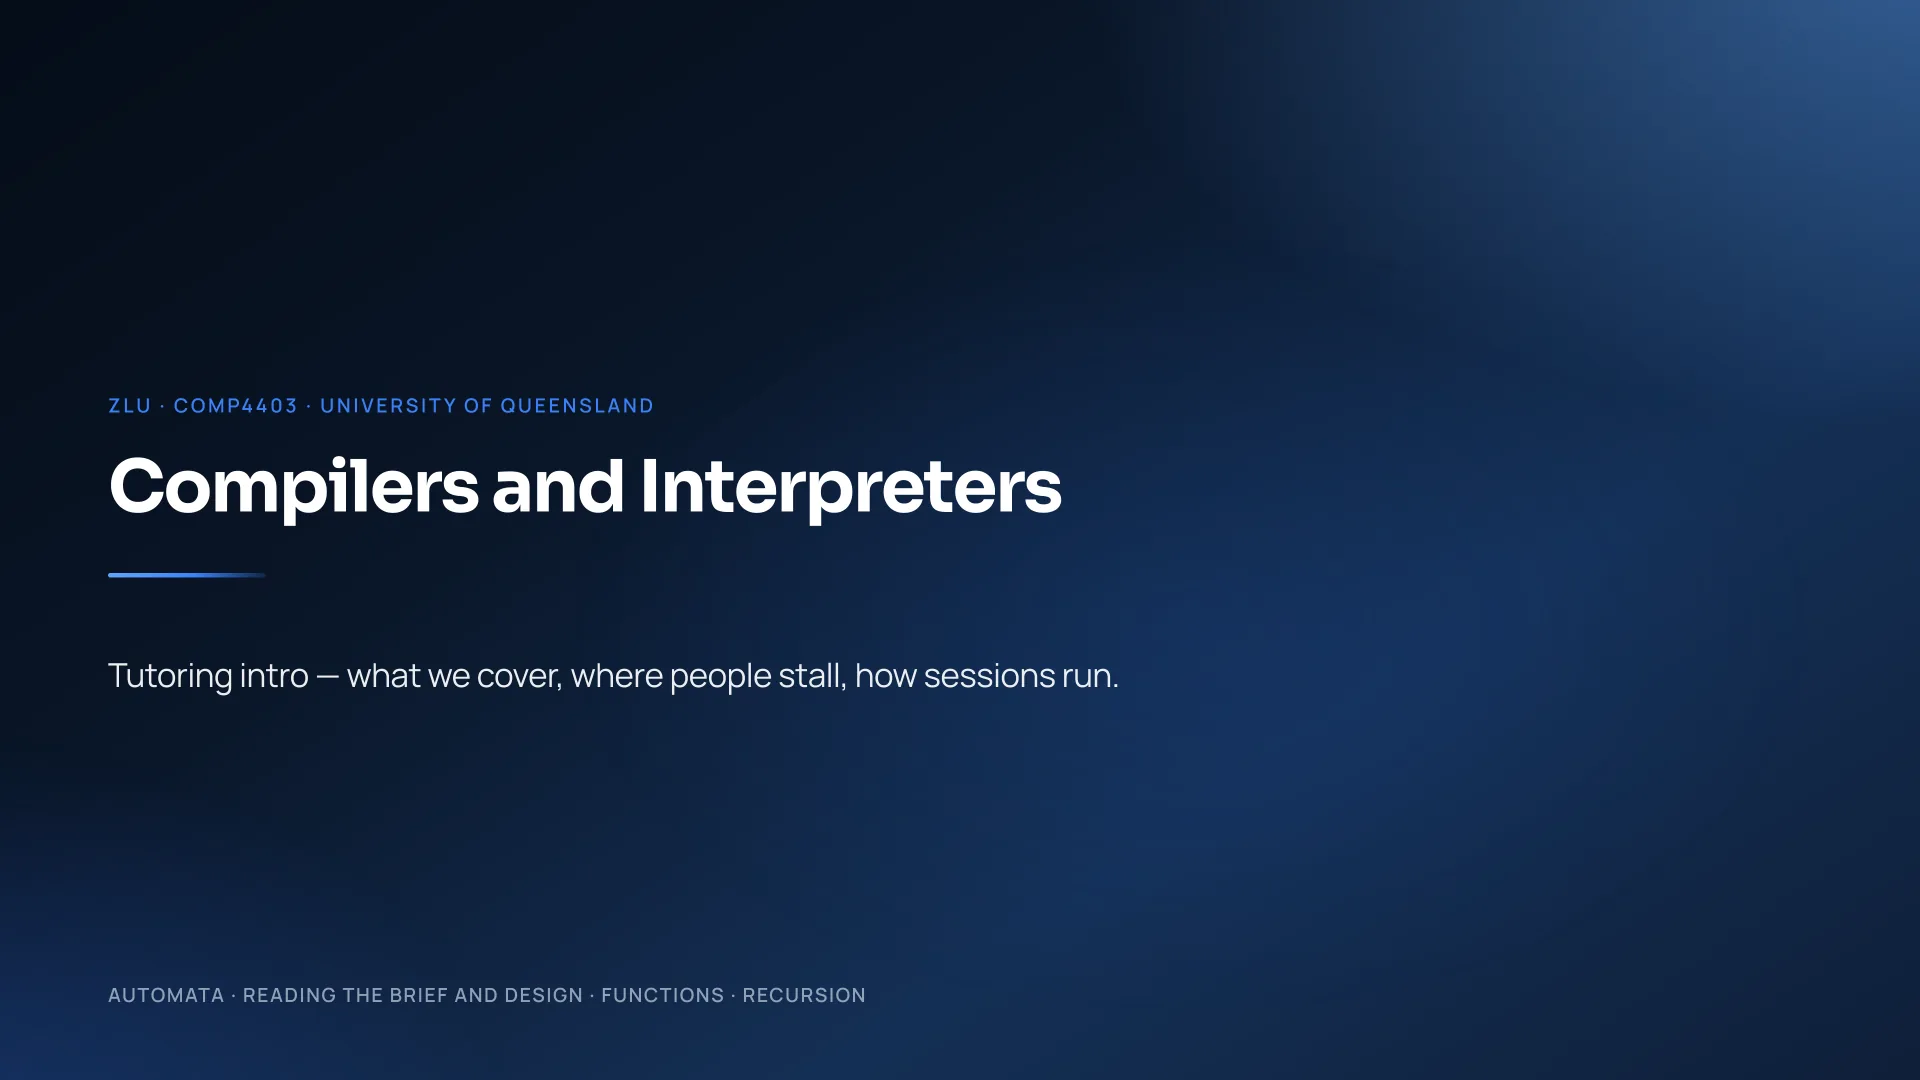 ZLU · COMP4403 · UNIVERSITY OF QUEENSLAND
Compilers and Interpreters
Tutoring intro — what we cover, where people stall, how sessions run.
AUTOMATA · READING THE BRIEF AND DESIGN · FUNCTIONS · RECURSION